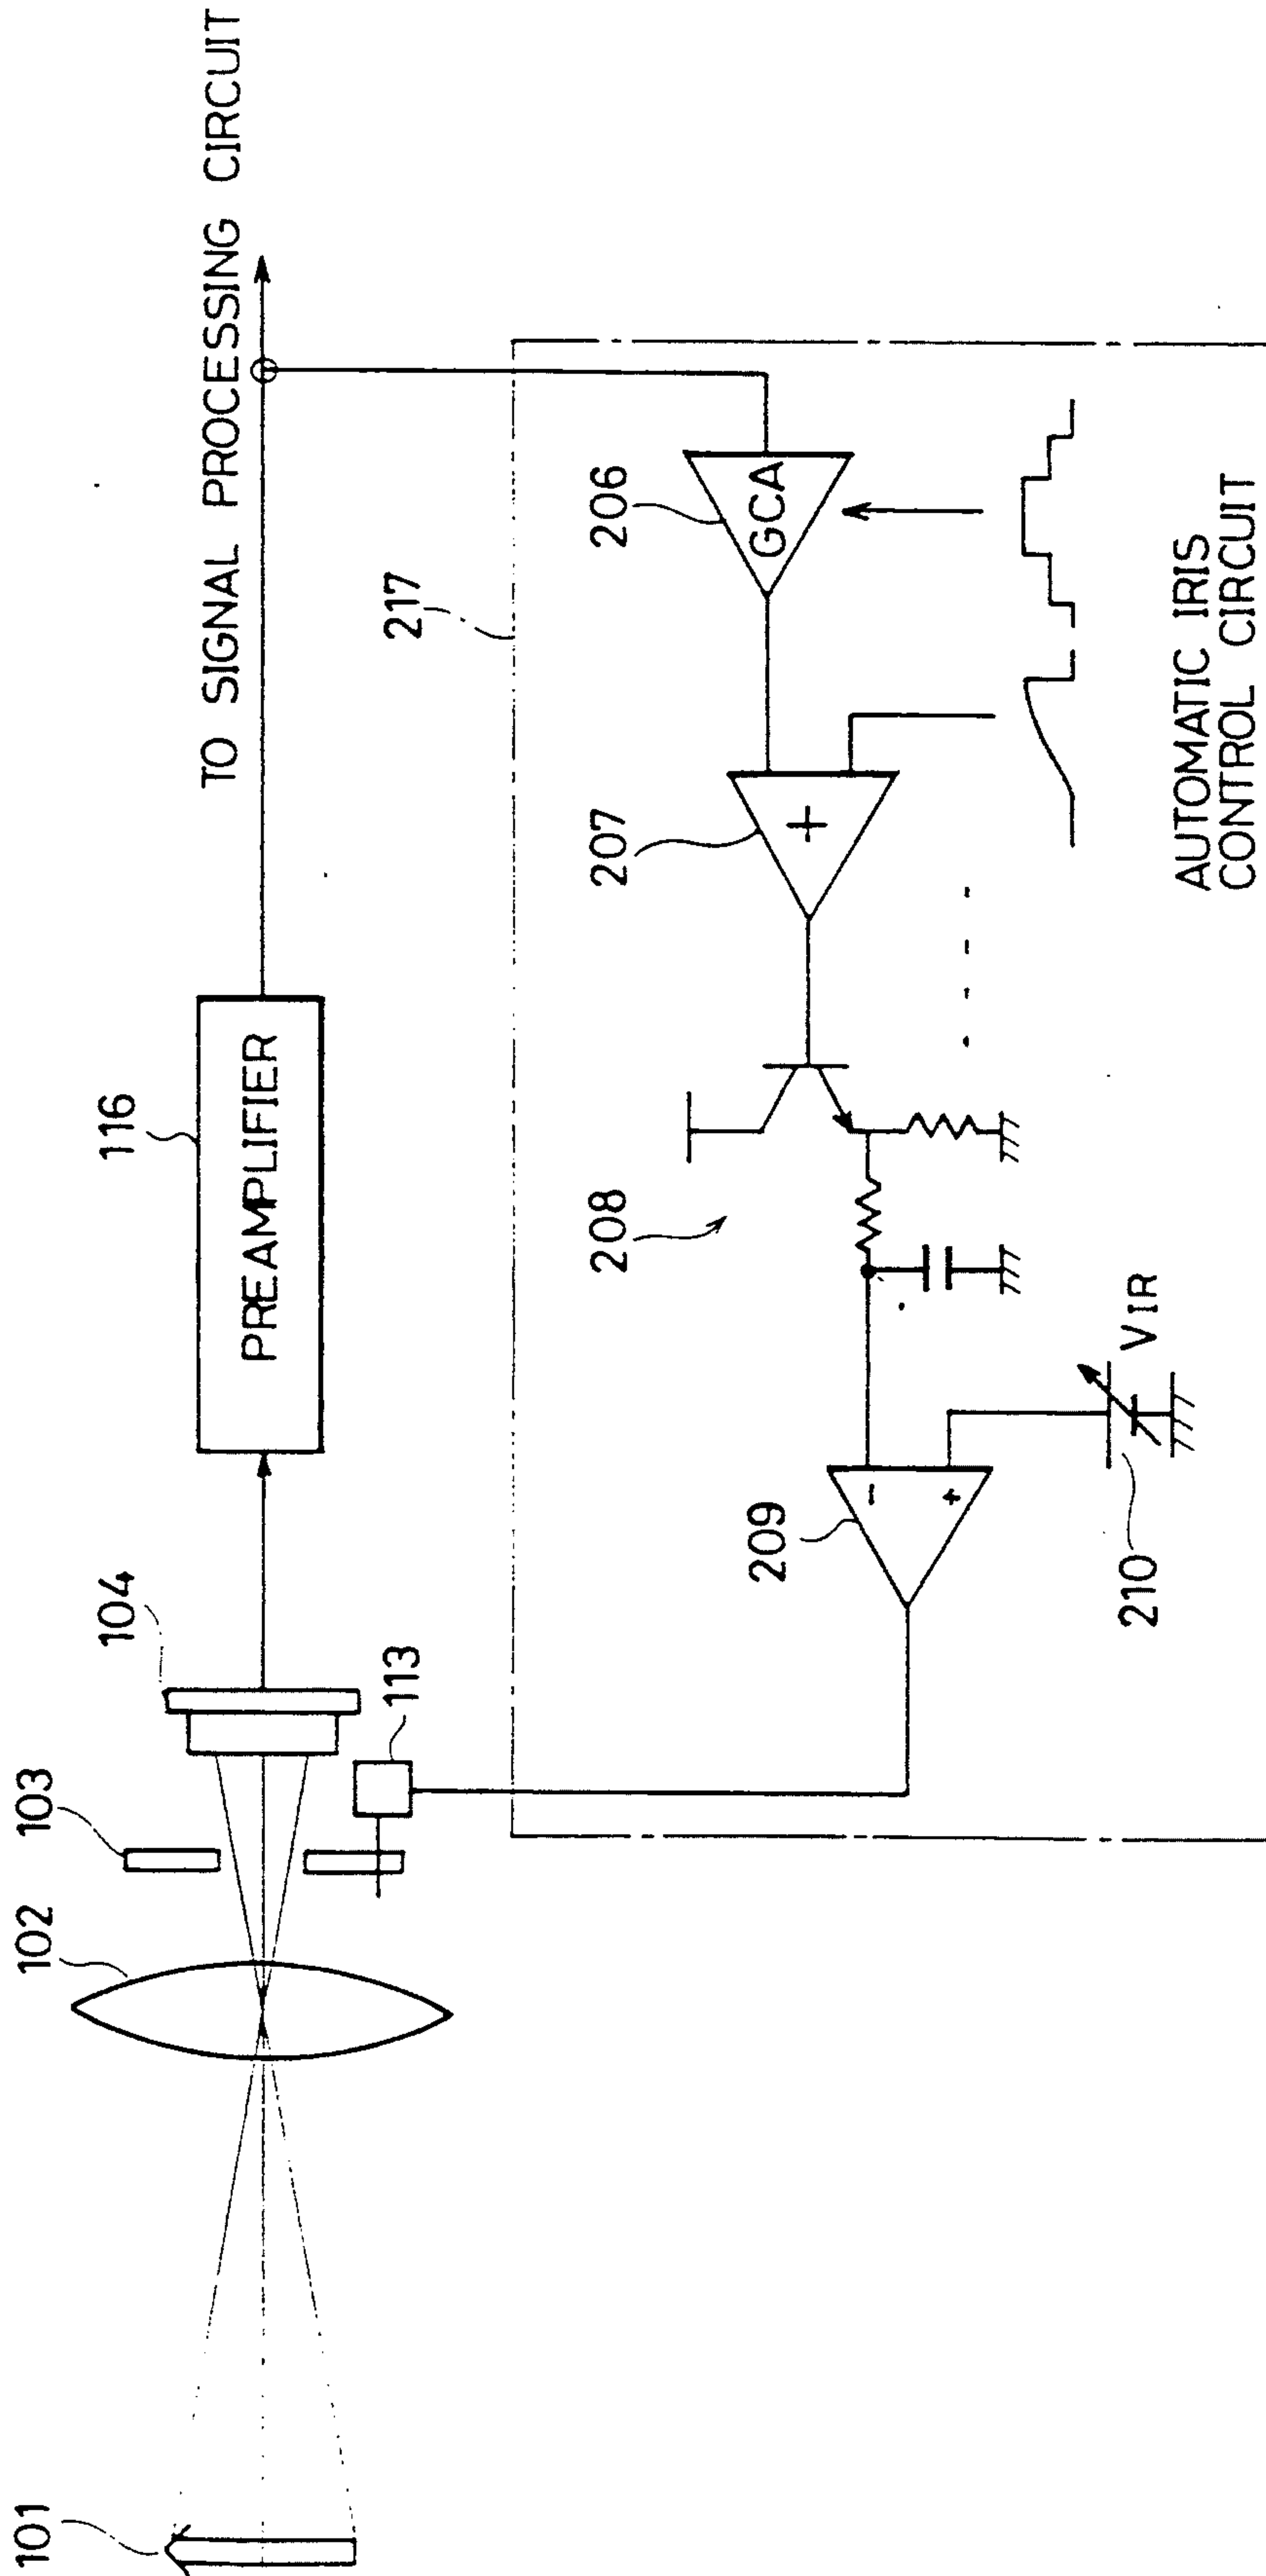 101
102
103
104
113
116
PREAMPLIFIER
TO SIGNAL PROCESSING CIRCUIT
217
206
GCA
207
+
208
209
-
+
210
VIR
AUTOMATIC IRIS
CONTROL CIRCUIT